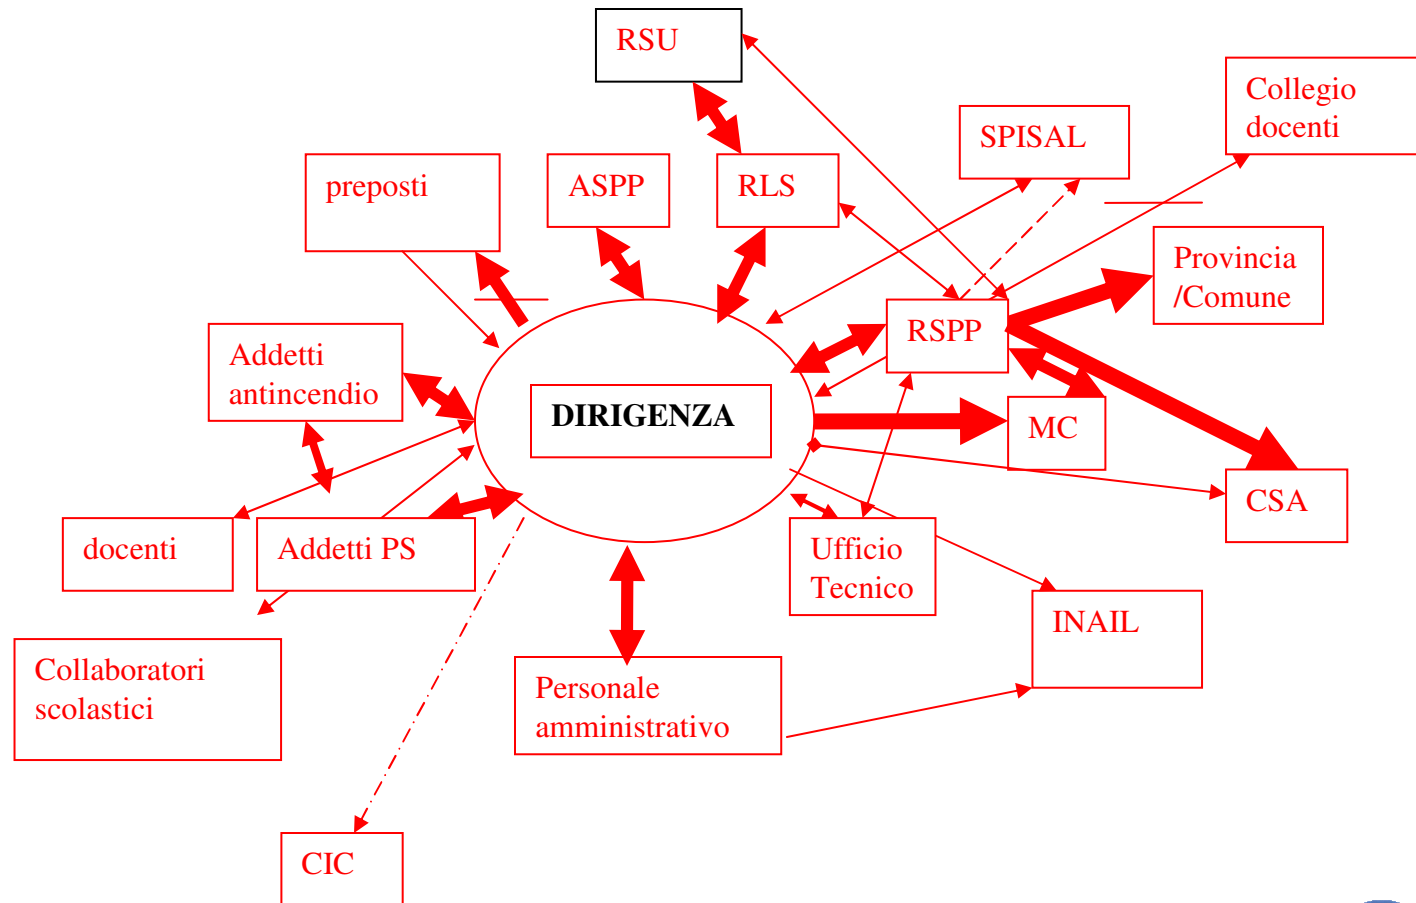 RSU
Collegio
docenti
SPISAL
preposti
ASPP
RLS
Provincia
/Comune
RSPP
Addetti
antincendio
DIRIGENZA
MC
CSA
docenti
Addetti PS
Ufficio
Tecnico
INAIL
Collaboratori
scolastici
Personale
amministrativo
CIC